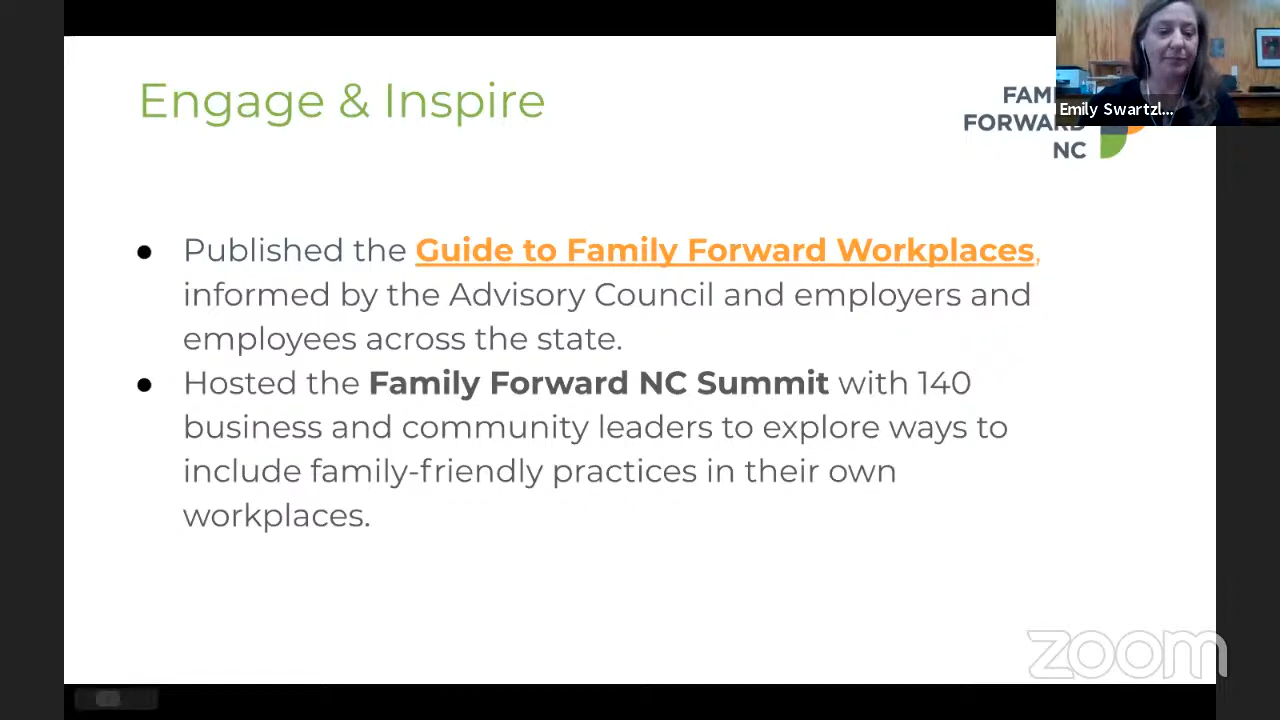 Engage & Inspire
FAMI
FORWARD
NC
Emily Swartzl...
● Published the Guide to Family Forward Workplaces,
informed by the Advisory Council and employers and
employees across the state.
● Hosted the Family Forward NC Summit with 140
business and community leaders to explore ways to
include family-friendly practices in their own
workplaces.
zoom